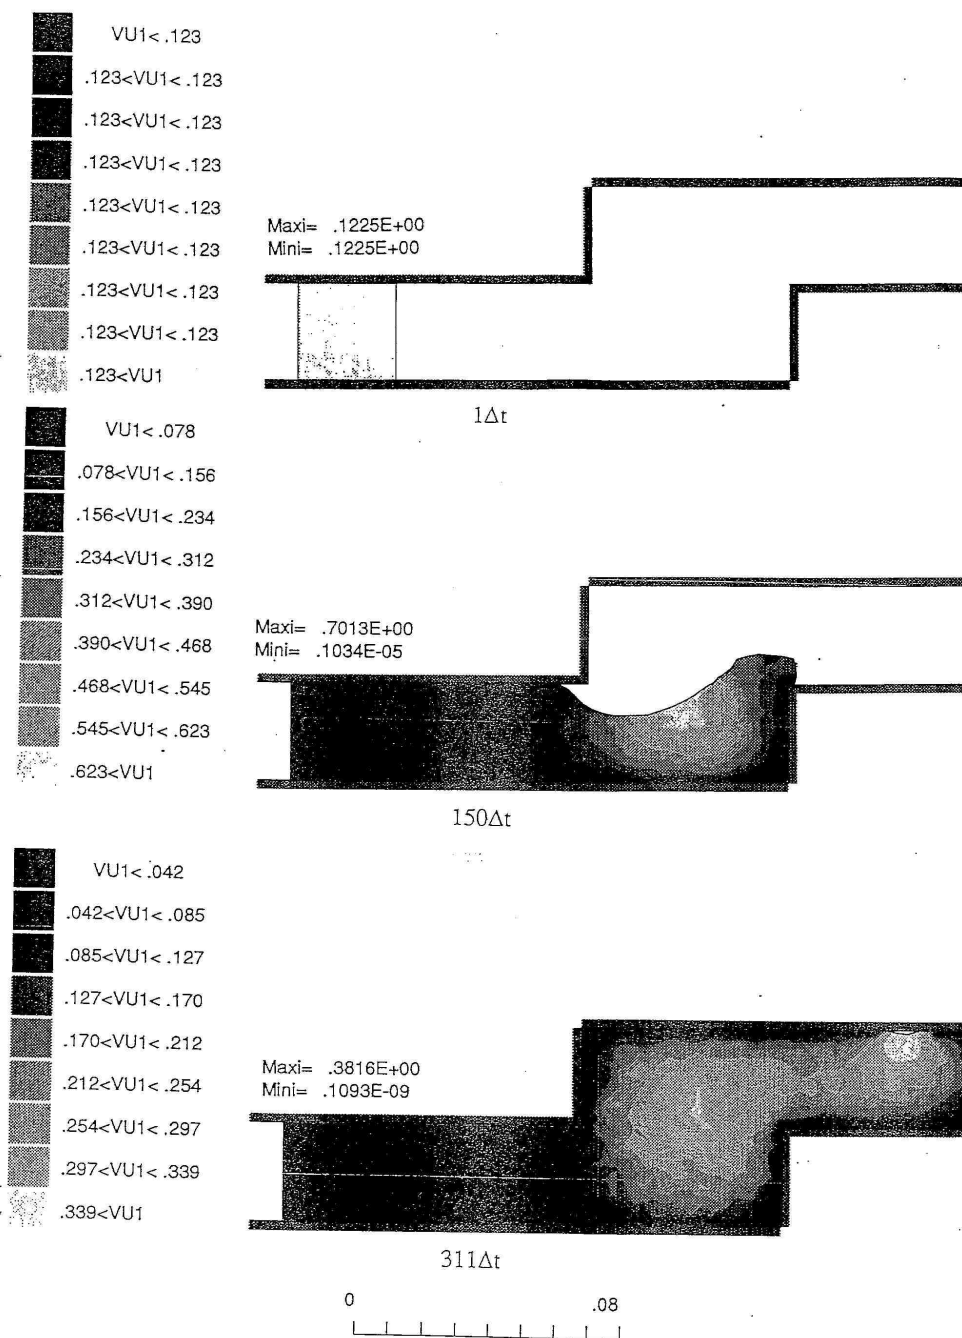 VU1< .123
.123<VU1< .123
.123<VU1< .123
.123<VU1< .123
.123<VU1< .123
.123<VU1< .123
.123<VU1< .123
.123<VU1< .123
.123<VU1
Maxi= .1225E+00
Mini= .1225E+00
1Δt
VU1< .078
.078<VU1< .156
.156<VU1< .234
.234<VU1< .312
.312<VU1< .390
.390<VU1< .468
.468<VU1< .545
.545<VU1< .623
.623<VU1
Maxi= .7013E+00
Mini= .1034E-05
150Δt
VU1< .042
.042<VU1< .085
.085<VU1< .127
.127<VU1< .170
.170<VU1< .212
.212<VU1< .254
.254<VU1< .297
.297<VU1< .339
.339<VU1
Maxi= .3816E+00
Mini= .1093E-09
311Δt
0 .08